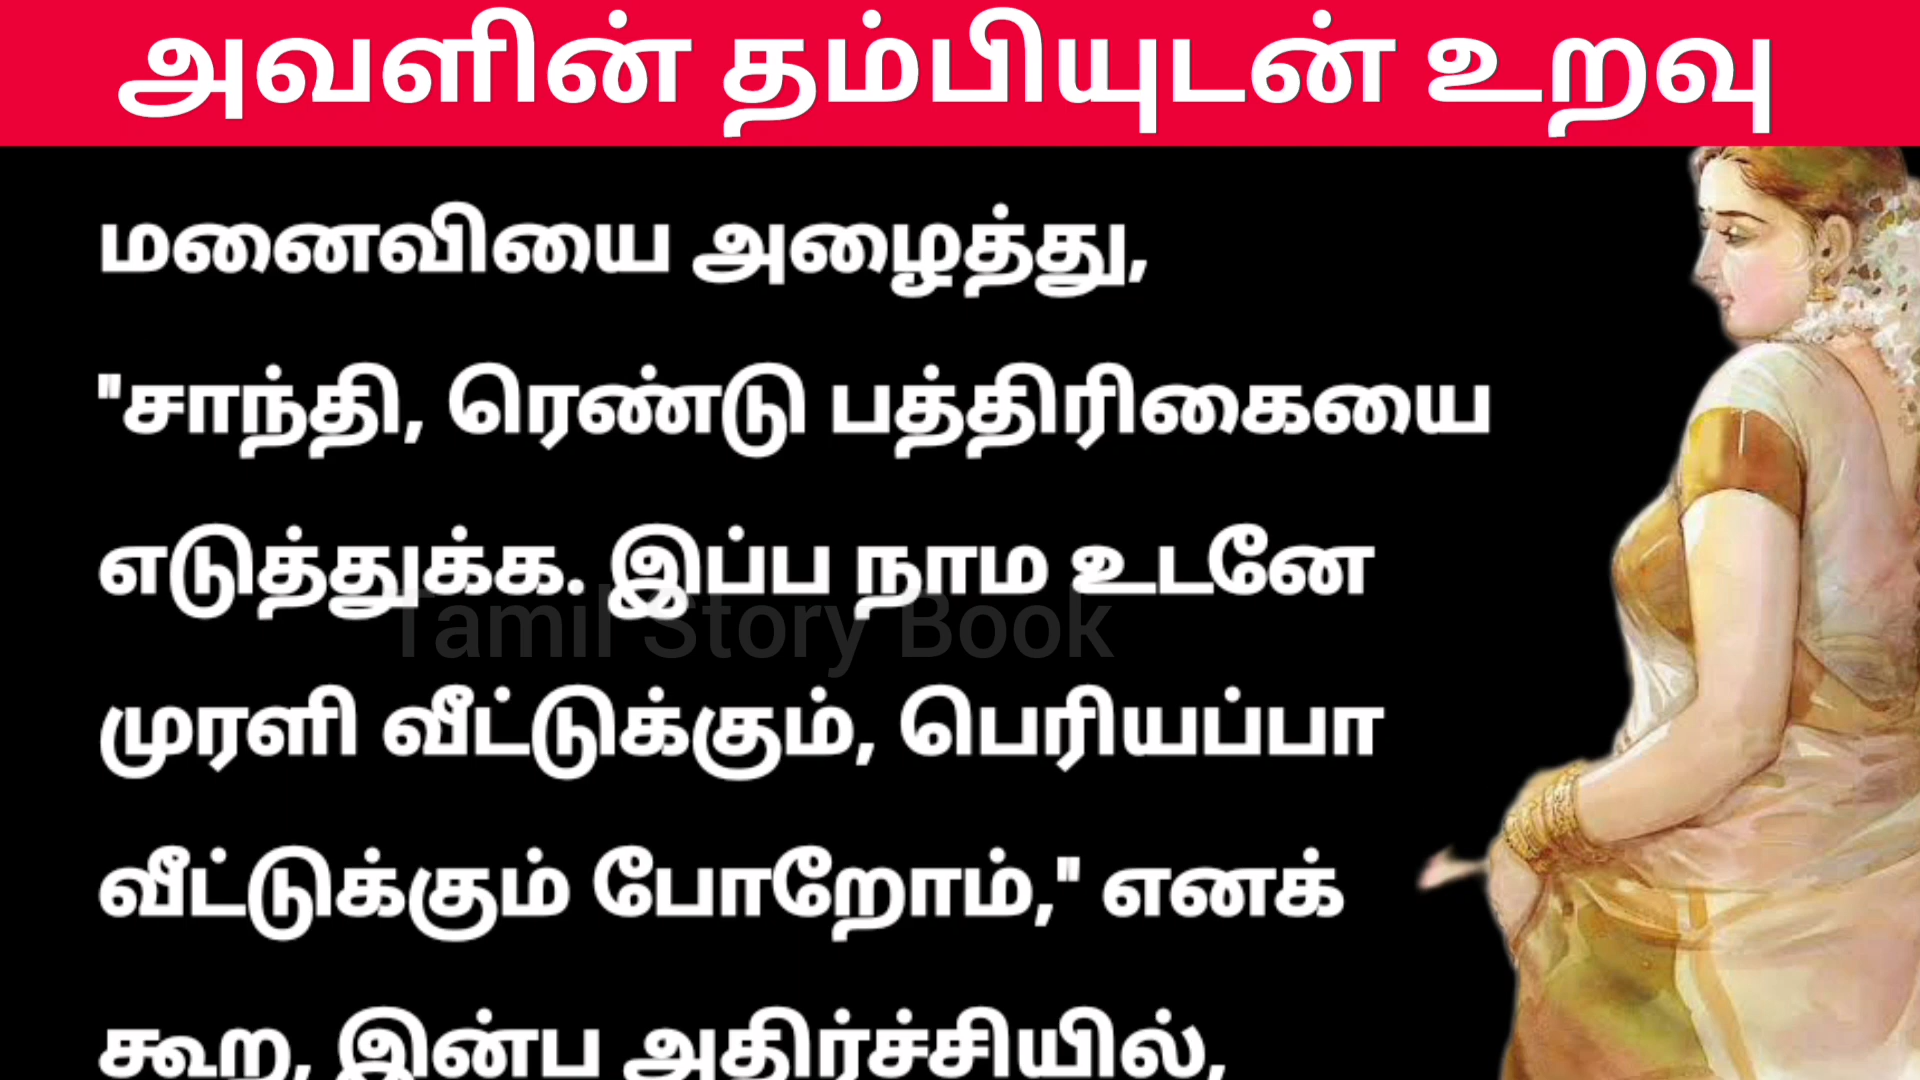 அவளின் தம்பியுடன் உறவு
மனைவியை அழைத்து,
"சாந்தி, ரெண்டு பத்திரிகையை
எடுத்துக்க. இப்ப நாம உடனே
Tamil Story Book
முரளி வீட்டுக்கும், பெரியப்பா
வீட்டுக்கும் போறோம்," எனக்
கூற, இன்ப அதிர்ச்சியில்,